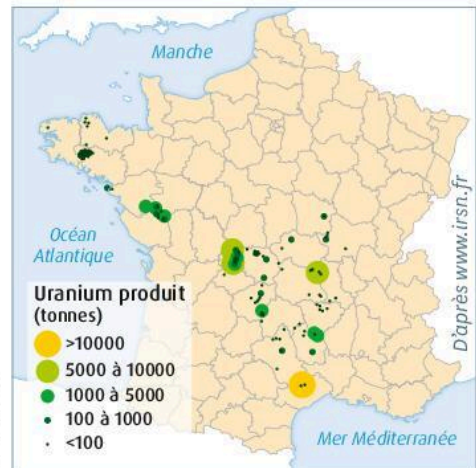 Manche
Océan
Atlantique
Uranium produit
(tonnes)
>10000
5000 à 10000
1000 à 5000
100 à 1000
<100
Mer Méditerranée
D'après www.irsn.fr